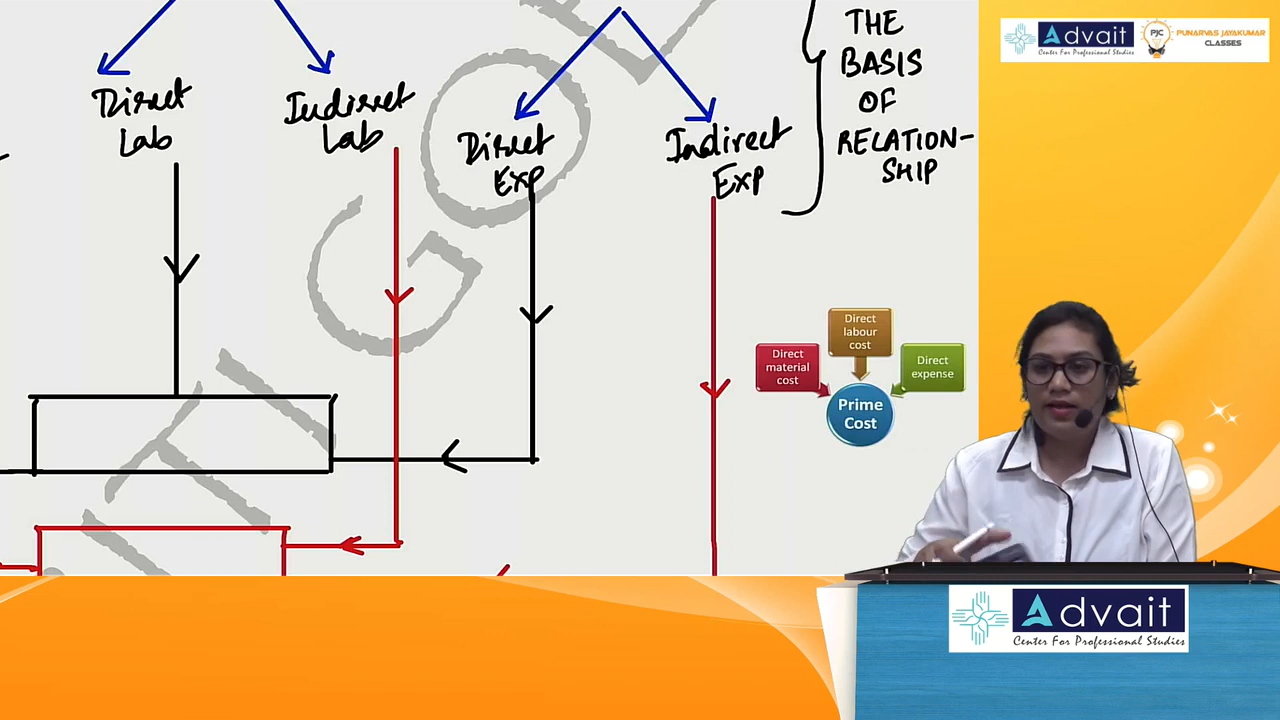 Direct
Lab
Indirect
Lab
Direct
Exp
Indirect
Exp
THE
BASIS
OF
RELATION-
SHIP
Direct
material
cost
Direct
labour
cost
Direct
expense
Prime
Cost
Advait
Center For Professional Studies
PJC
PUNARVAS JAYAKUMAR
CLASSES
Advait
Center For Professional Studies